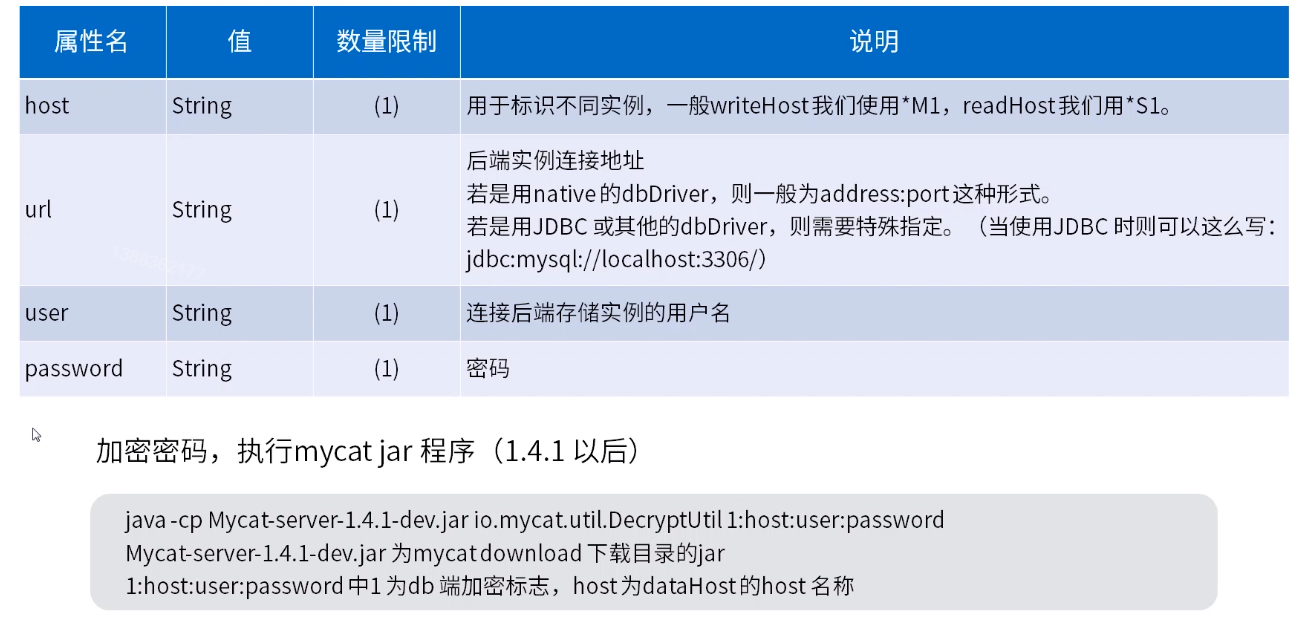 属性名 值 数量限制 说明
host String (1) 用于标识不同实例，一般writeHost我们使用*M1，readHost我们用*S1。
url String (1) 后端实例连接地址
若是用native的dbDriver，则一般为address:port这种形式。
若是用JDBC 或其他的dbDriver，则需要特殊指定。（当使用JDBC 时则可以这么写：
jdbc:mysql://localhost:3306/）
user String (1) 连接后端存储实例的用户名
password String (1) 密码
加密密码，执行mycat jar 程序（1.4.1 以后）
java -cp Mycat-server-1.4.1-dev.jar io.mycat.util.DecryptUtil 1:host:user:password
Mycat-server-1.4.1-dev.jar 为mycat download 下载目录的jar
1:host:user:password 中1 为db 端加密标志，host 为dataHost 的host 名称